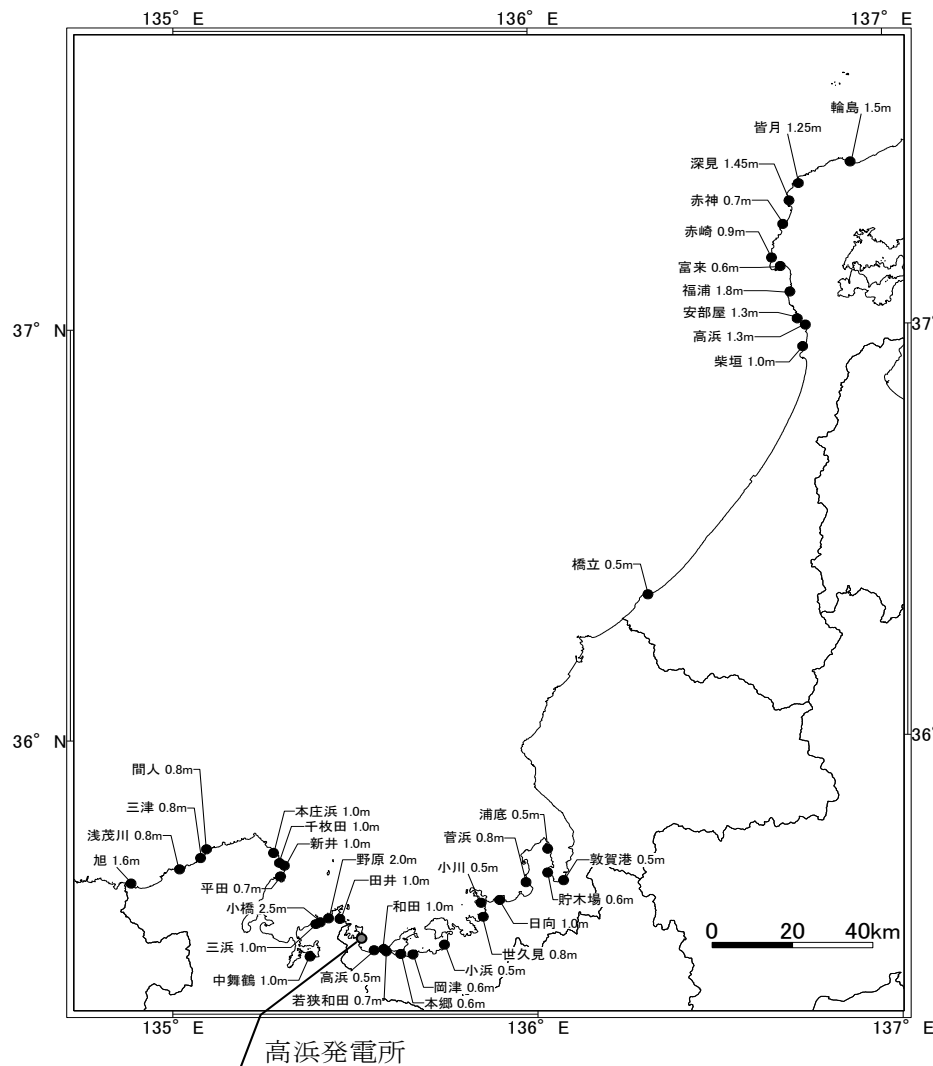 135° E
136° E
137° E
輪島 1.5m
皆月 1.25m
深見 1.45m
赤神 0.7m
赤崎 0.9m
富来 0.6m
福浦 1.8m
安部屋 1.3m
37° N
37° N
高浜 1.3m
柴垣 1.0m
橋立 0.5m
36° N
36° N
間人 0.8m
三津 0.8m
本庄浜 1.0m
浦底 0.5m
千枚田 1.0m
浅茂川 0.8m
新井 1.0m
菅浜 0.8m
旭 1.6m
野原 2.0m
小川 0.5m
敦賀港 0.5m
平田 0.7m
田井 1.0m
貯木場 0.6m
小橋 2.5m
和田 1.0m
日向 1.0m
三浜 1.0m
世久見 0.8m
0 20 40km
中舞鶴 1.0m
高浜 0.5m
小浜 0.5m
岡津 0.6m
若狭和田 0.7m
本郷 0.6m
135° E
136° E
137° E
高浜発電所